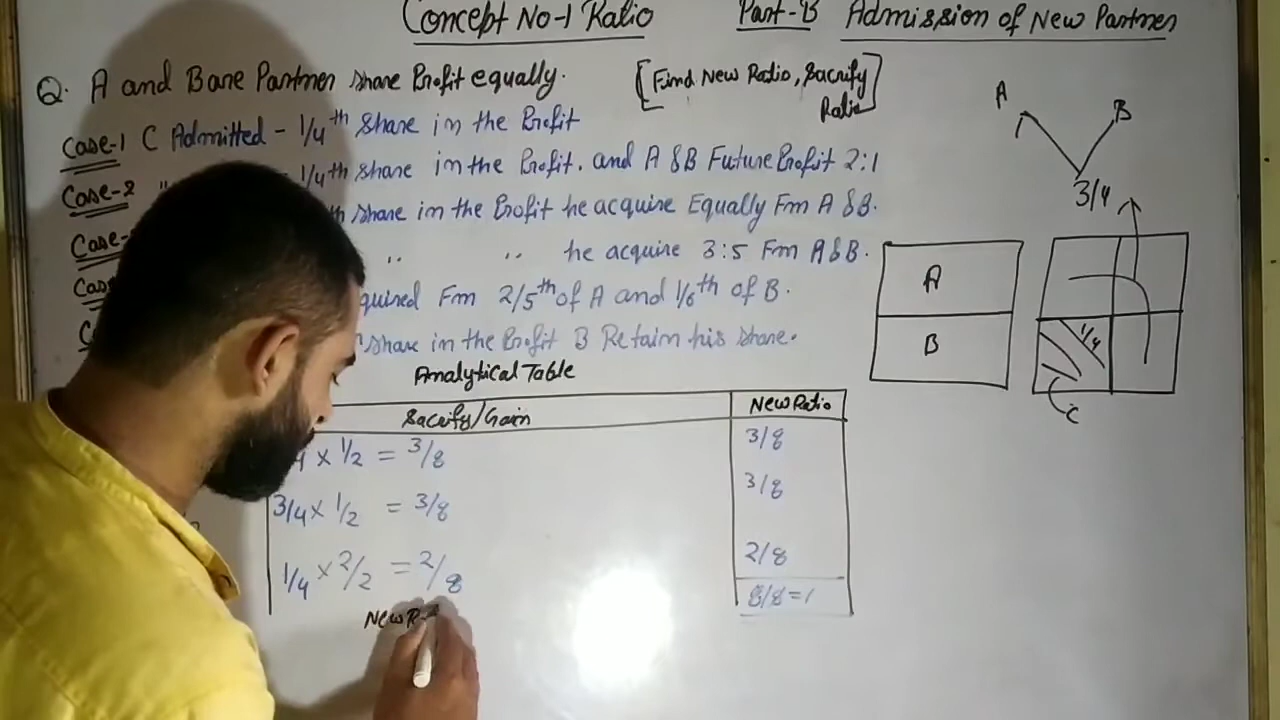 Concept No-1 Ratio Part-B Admission of New Partner
Q. A and B are Partner share Profit equally. [Find New Ratio, Sacrify
Ratio]
Case-1 C Admitted - 1/4th share in the Profit
Case-2 1/4th share in the Profit. and A & B Future Profit 2:1
Case- th share in the Profit he acquire Equally Frm A & B.
Cas " " he acquire 3:5 Frm A & B.
C quired Frm 2/5th of A and 1/6th of B.
share in the Profit B Retain his share.
A
B
3/4
A
B
1/4
C
Analytical Table
Sacrify/Gain New Ratio
× 1/2 = 3/8 3/8
3/4 × 1/2 = 3/8 3/8
1/4 × 2/2 = 2/8 2/8
8/8 = 1
New R